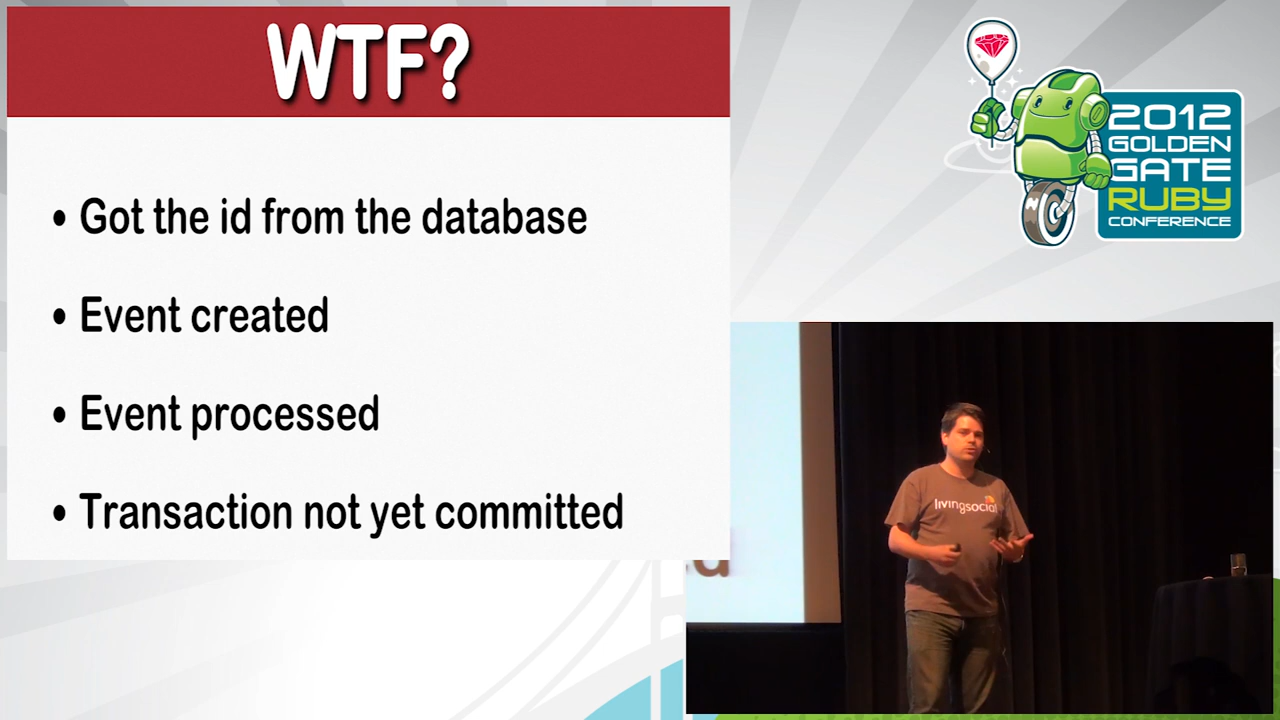 WTF?
• Got the id from the database
• Event created
• Event processed
• Transaction not yet committed
2012
GOLDEN
GATE
RUBY
CONFERENCE
livingsocial